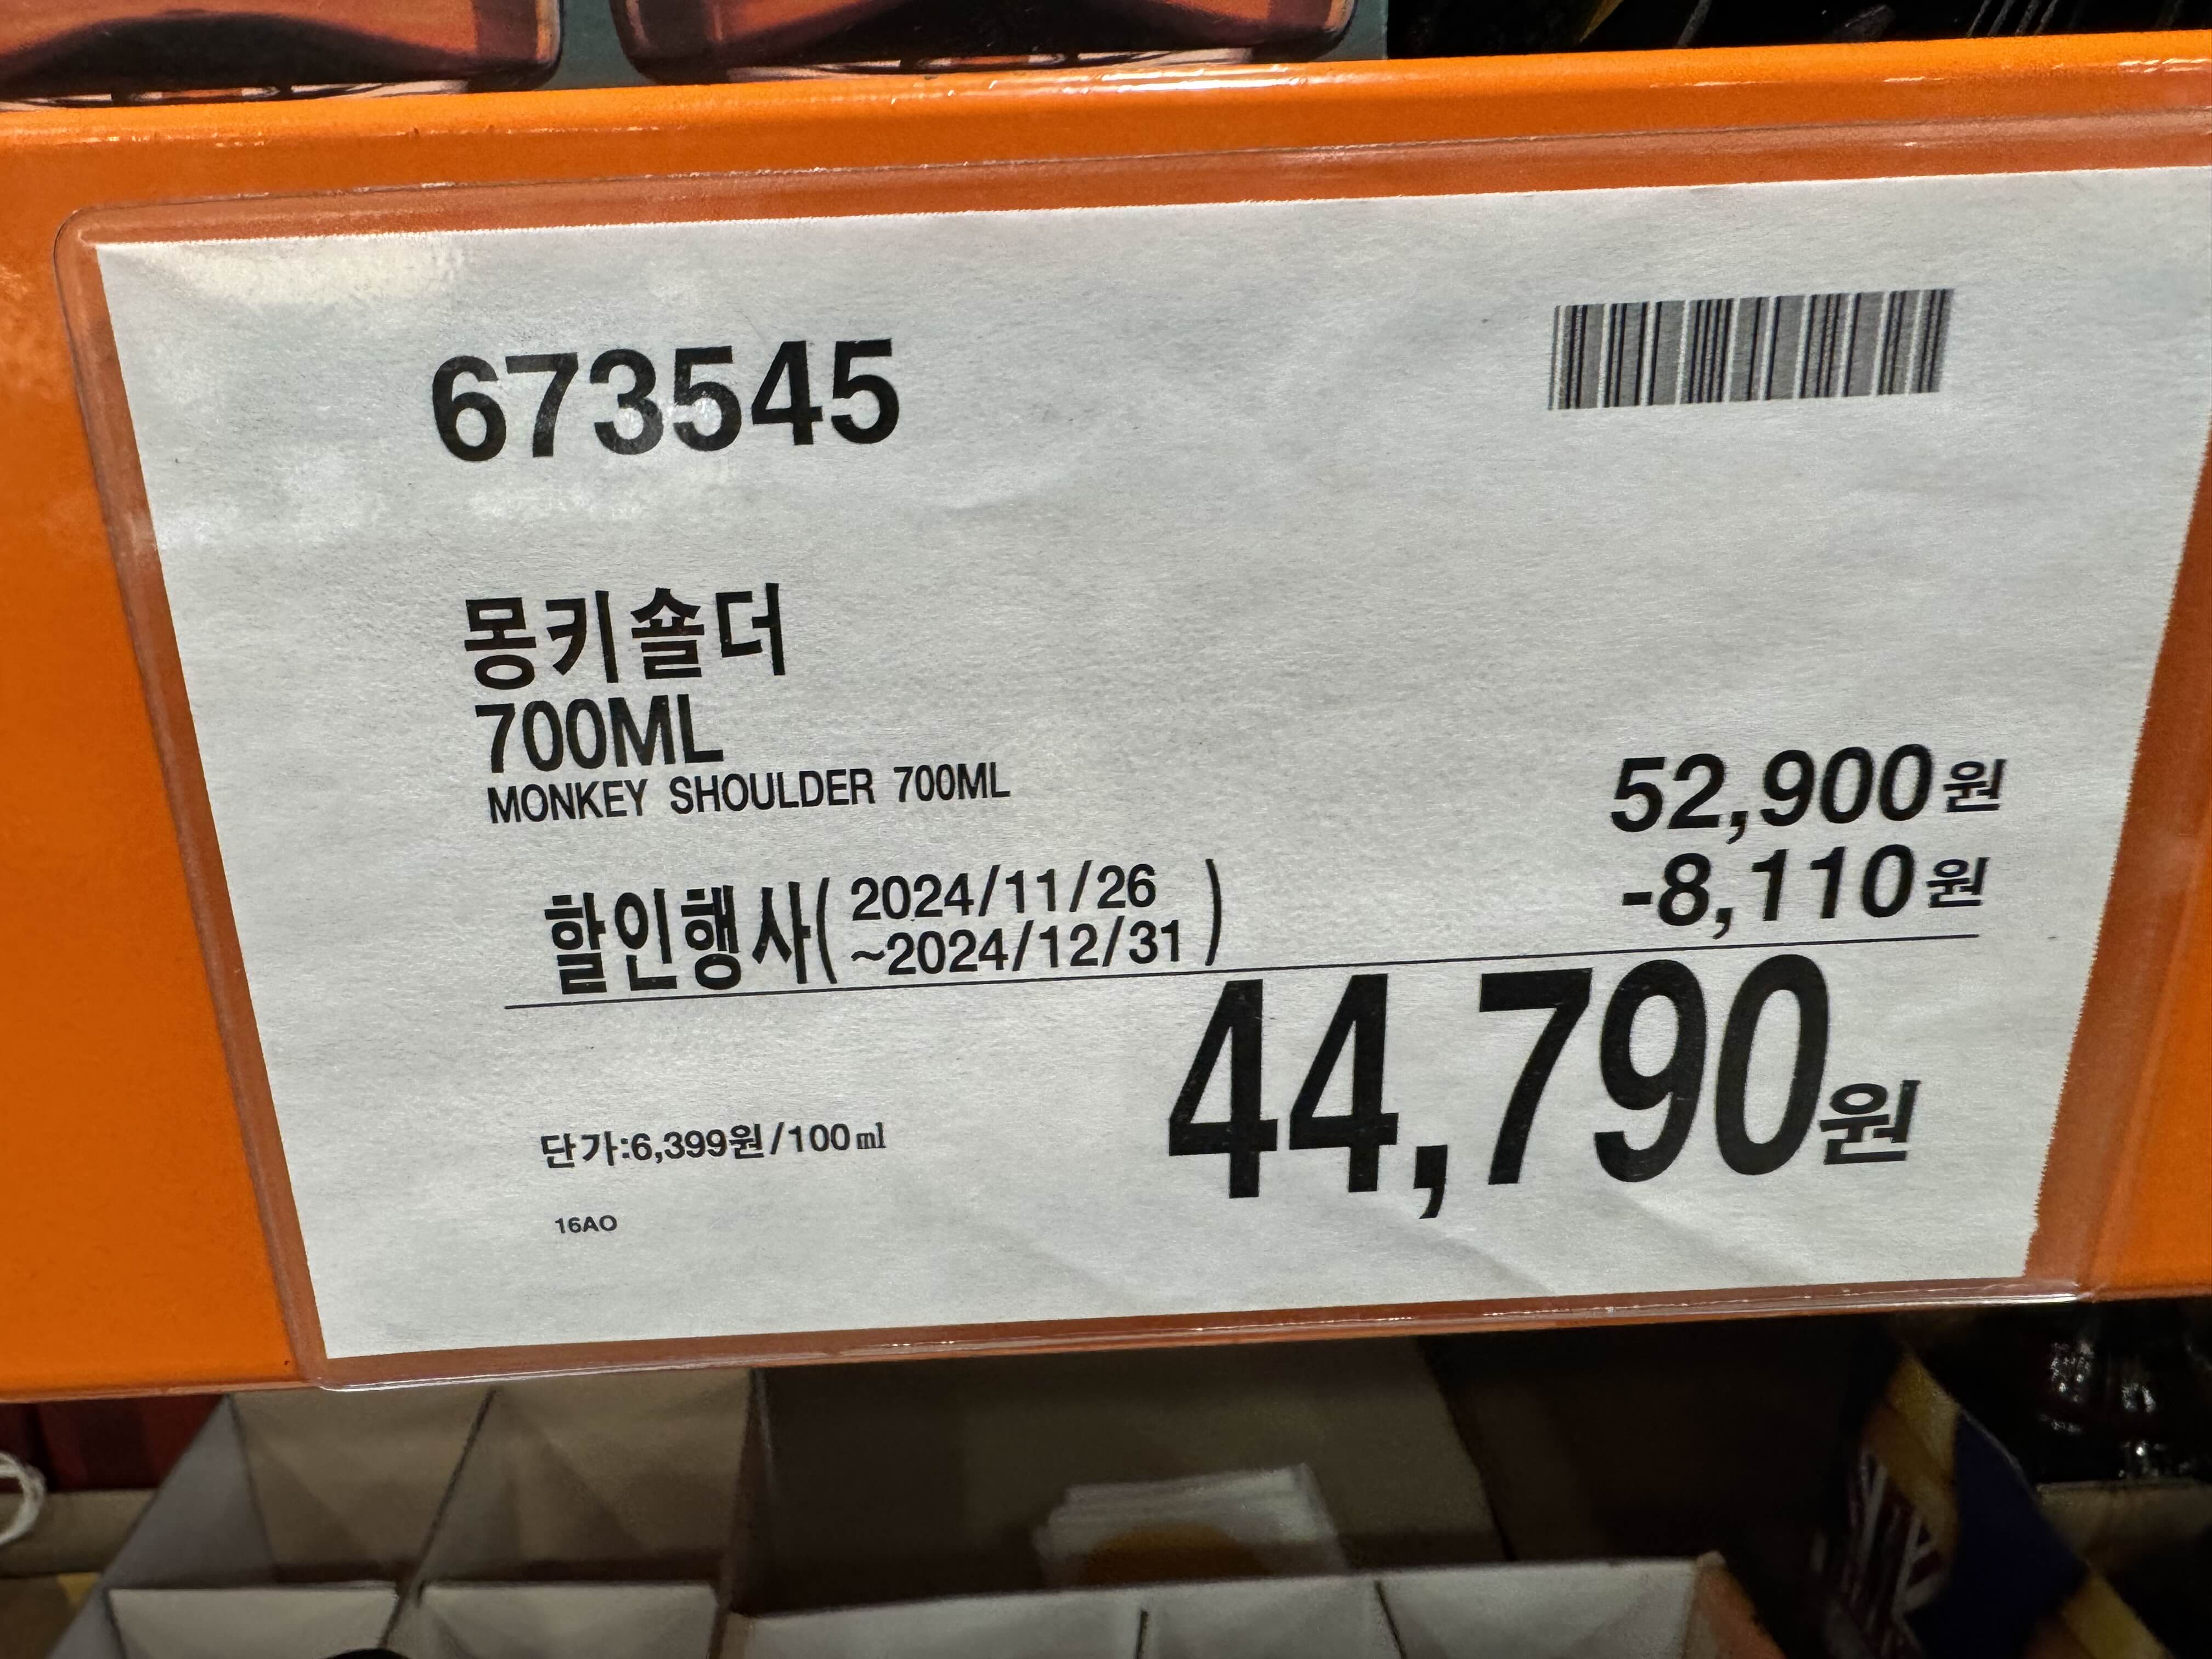 673545
몽키숄더
700ML
MONKEY SHOULDER 700ML
52,900원
할인행사( 2024/11/26
~2024/12/31 )
-8,110원
44,790원
단가:6,399원/100㎖
16AO